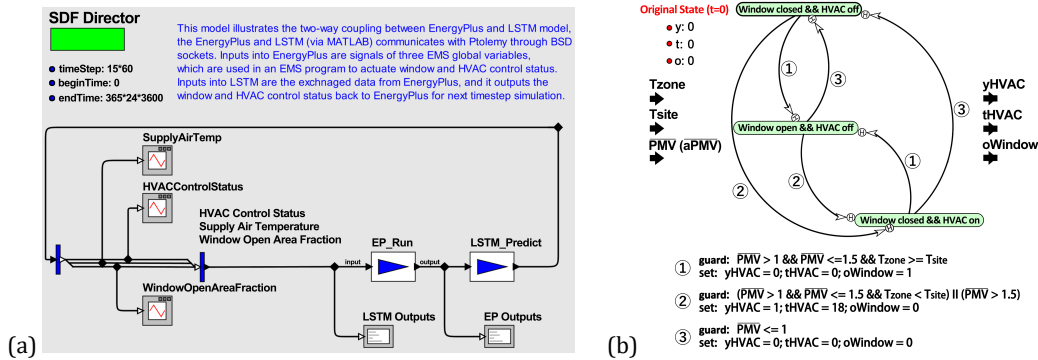 SDF Director
This model illustrates the two-way coupling between EnergyPlus and LSTM model,
the EnergyPlus and LSTM (via MATLAB) communicates with Ptolemy through BSD
sockets. Inputs into EnergyPlus are signals of three EMS global variables,
which are used in an EMS program to actuate window and HVAC control status.
Inputs into LSTM are the exchnaged data from EnergyPlus, and it outputs the
window and HVAC control status back to EnergyPlus for next timestep simulation.
timeStep: 15*60
beginTime: 0
endTime: 365*24*3600
SupplyAirTemp
HVACControlStatus
HVAC Control Status
Supply Air Temperature
Window Open Area Fraction
EP_Run
LSTM_Predict
input
output
WindowOpenAreaFraction
LSTM Outputs
EP Outputs
(a)
Original State (t=0)
y: 0
t: 0
o: 0
Window closed && HVAC off
H
① ③
Tzone
Tsite
PMV (aPMV)
yHVAC
tHVAC
oWindow
③
H
Window open && HVAC off
H
①
② ②
H
Window closed && HVAC on
H
① guard: PMV > 1 && PMV <=1.5 && Tzone >= Tsite
set: yHVAC = 0; tHVAC = 0; oWindow = 1
② guard: (PMV > 1 && PMV <= 1.5 && Tzone < Tsite) II (PMV > 1.5)
set: yHVAC = 1; tHVAC = 18; oWindow = 0
③ guard: PMV <= 1
set: yHVAC = 0; tHVAC = 0; oWindow = 0
(b)